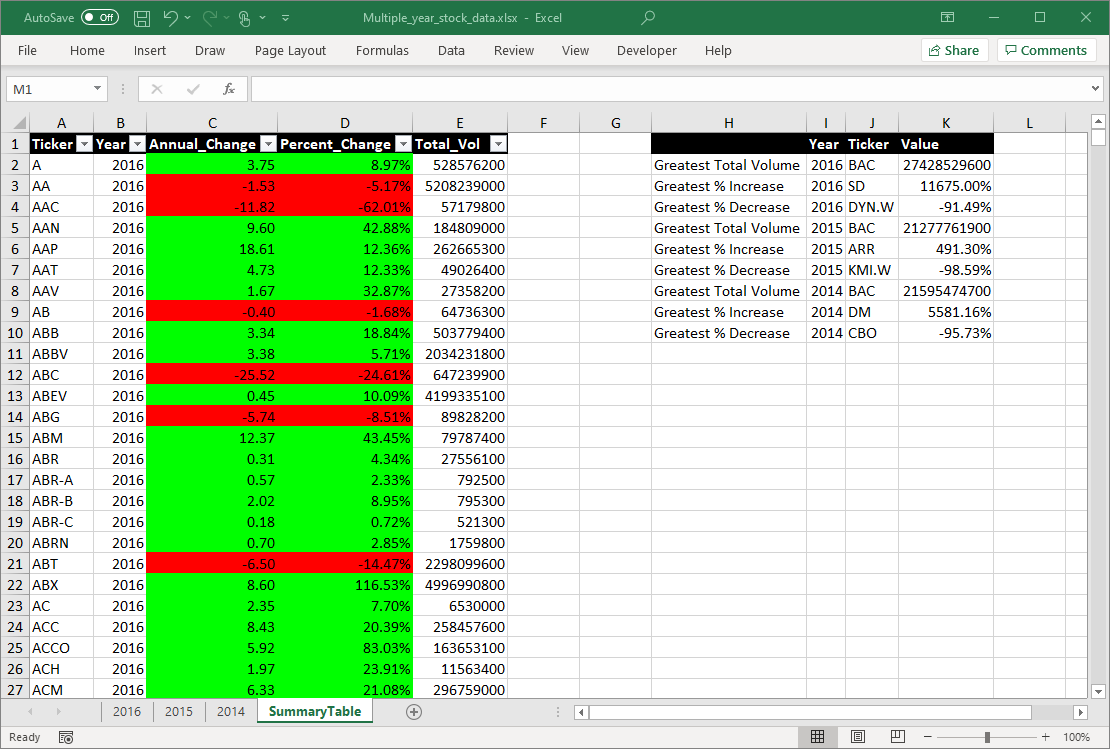 AutoSave Off Multiple_year_stock_data.xlsx - Excel
File Home Insert Draw Page Layout Formulas Data Review View Developer Help Share Comments
M1 fx
A B C D E F G H I J K L
1 Ticker Year Annual_Change Percent_Change Total_Vol Year Ticker Value
2 A 2016 3.75 8.97% 528576200 Greatest Total Volume 2016 BAC 27428529600
3 AA 2016 -1.53 -5.17% 5208239000 Greatest % Increase 2016 SD 11675.00%
4 AAC 2016 -11.82 -62.01% 57179800 Greatest % Decrease 2016 DYN.W -91.49%
5 AAN 2016 9.60 42.88% 184809000 Greatest Total Volume 2015 BAC 21277761900
6 AAP 2016 18.61 12.36% 262665300 Greatest % Increase 2015 ARR 491.30%
7 AAT 2016 4.73 12.33% 49026400 Greatest % Decrease 2015 KMI.W -98.59%
8 AAV 2016 1.67 32.87% 27358200 Greatest Total Volume 2014 BAC 21595474700
9 AB 2016 -0.40 -1.68% 64736300 Greatest % Increase 2014 DM 5581.16%
10 ABB 2016 3.34 18.84% 503779400 Greatest % Decrease 2014 CBO -95.73%
11 ABBV 2016 3.38 5.71% 2034231800
12 ABC 2016 -25.52 -24.61% 647239900
13 ABEV 2016 0.45 10.09% 4199335100
14 ABG 2016 -5.74 -8.51% 89828200
15 ABM 2016 12.37 43.45% 79787400
16 ABR 2016 0.31 4.34% 27556100
17 ABR-A 2016 0.57 2.33% 792500
18 ABR-B 2016 2.02 8.95% 795300
19 ABR-C 2016 0.18 0.72% 521300
20 ABRN 2016 0.70 2.85% 1759800
21 ABT 2016 -6.50 -14.47% 2298099600
22 ABX 2016 8.60 116.53% 4996990800
23 AC 2016 2.35 7.70% 6530000
24 ACC 2016 8.43 20.39% 258457600
25 ACCO 2016 5.92 83.03% 163653100
26 ACH 2016 1.97 23.91% 11563400
27 ACM 2016 6.33 21.08% 296759000
2016 2015 2014 SummaryTable
Ready 100%